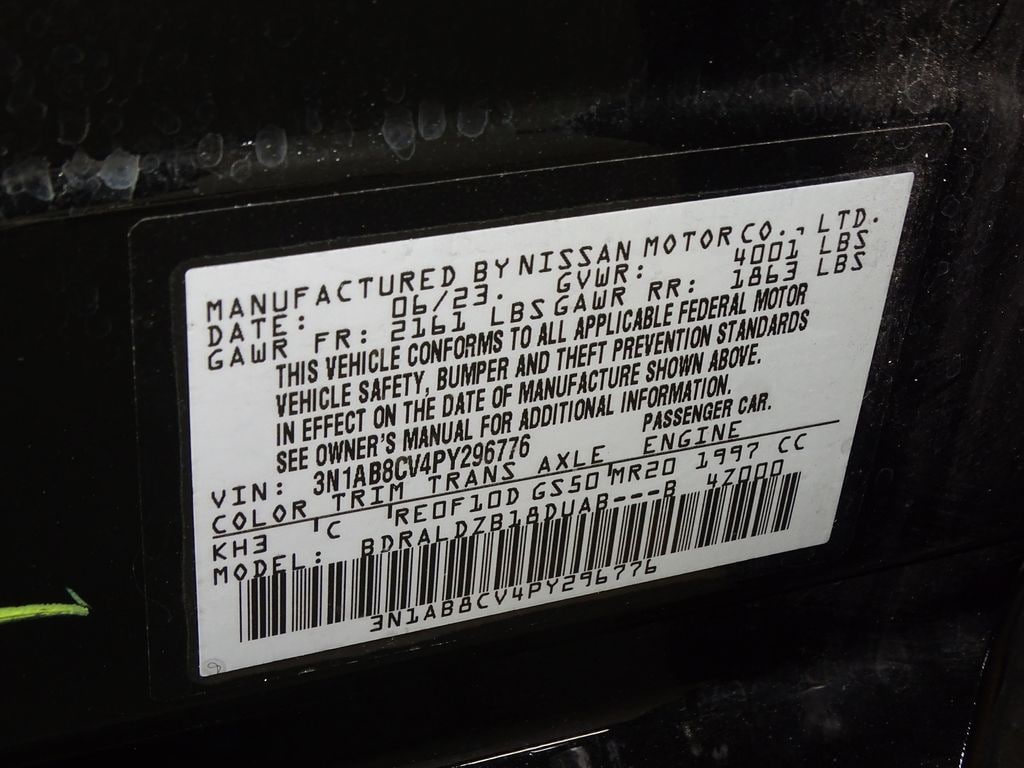 MANUFACTURED BY NISSAN MOTOR CO., LTD.
DATE: 06/23. GVWR: 4001 LBS
GAWR FR: 2161 LBS GAWR RR: 1863 LBS
THIS VEHICLE CONFORMS TO ALL APPLICABLE FEDERAL MOTOR
VEHICLE SAFETY, BUMPER AND THEFT PREVENTION STANDARDS
IN EFFECT ON THE DATE OF MANUFACTURE SHOWN ABOVE.
SEE OWNER'S MANUAL FOR ADDITIONAL INFORMATION.
VIN: 3N1AB8CV4PY296776 PASSENGER CAR.
COLOR TRIM TRANS AXLE ENGINE
KH3 C RE0F10D GS50 MR20 1997 CC
MODEL: BDRALDZB18DUAB---B 4Z000
3N1AB8CV4PY296776